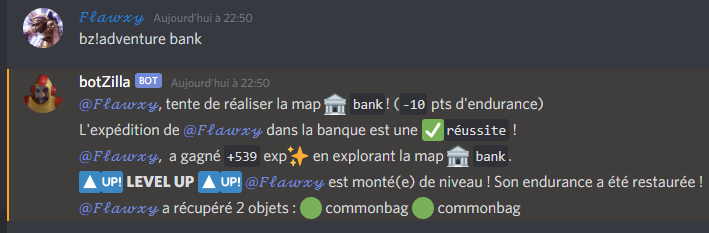 𝓕𝓵𝓪𝔀𝔁𝔂 Aujourd'hui à 22:50
bz!adventure bank
botZilla BOT Aujourd'hui à 22:50
@𝓕𝓵𝓪𝔀𝔁𝔂, tente de réaliser la map 🏛️ bank ! ( -10 pts d'endurance)
L'expédition de @𝓕𝓵𝓪𝔀𝔁𝔂 dans la banque est une ✅ réussite !
@𝓕𝓵𝓪𝔀𝔁𝔂, a gagné +539 exp✨ en explorant la map 🏛️ bank.
🆙 LEVEL UP 🆙 @𝓕𝓵𝓪𝔀𝔁𝔂 est monté(e) de niveau ! Son endurance a été restaurée !
@𝓕𝓵𝓪𝔀𝔁𝔂 a récupéré 2 objets : 🟢 commonbag 🟢 commonbag